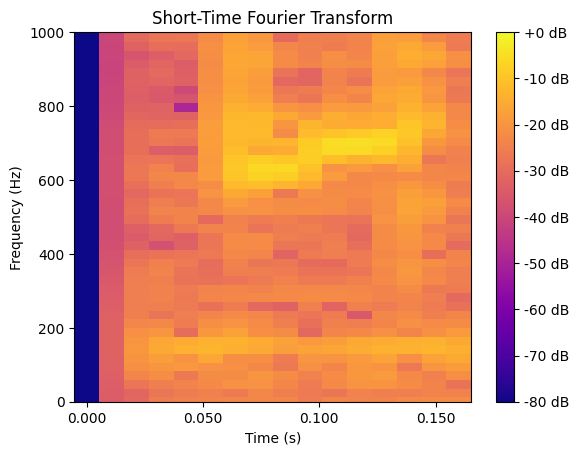 Short-Time Fourier Transform
1000
800
600
400
200
0
Frequency (Hz)
0.000
0.050
0.100
0.150
Time (s)
+0 dB
-10 dB
-20 dB
-30 dB
-40 dB
-50 dB
-60 dB
-70 dB
-80 dB